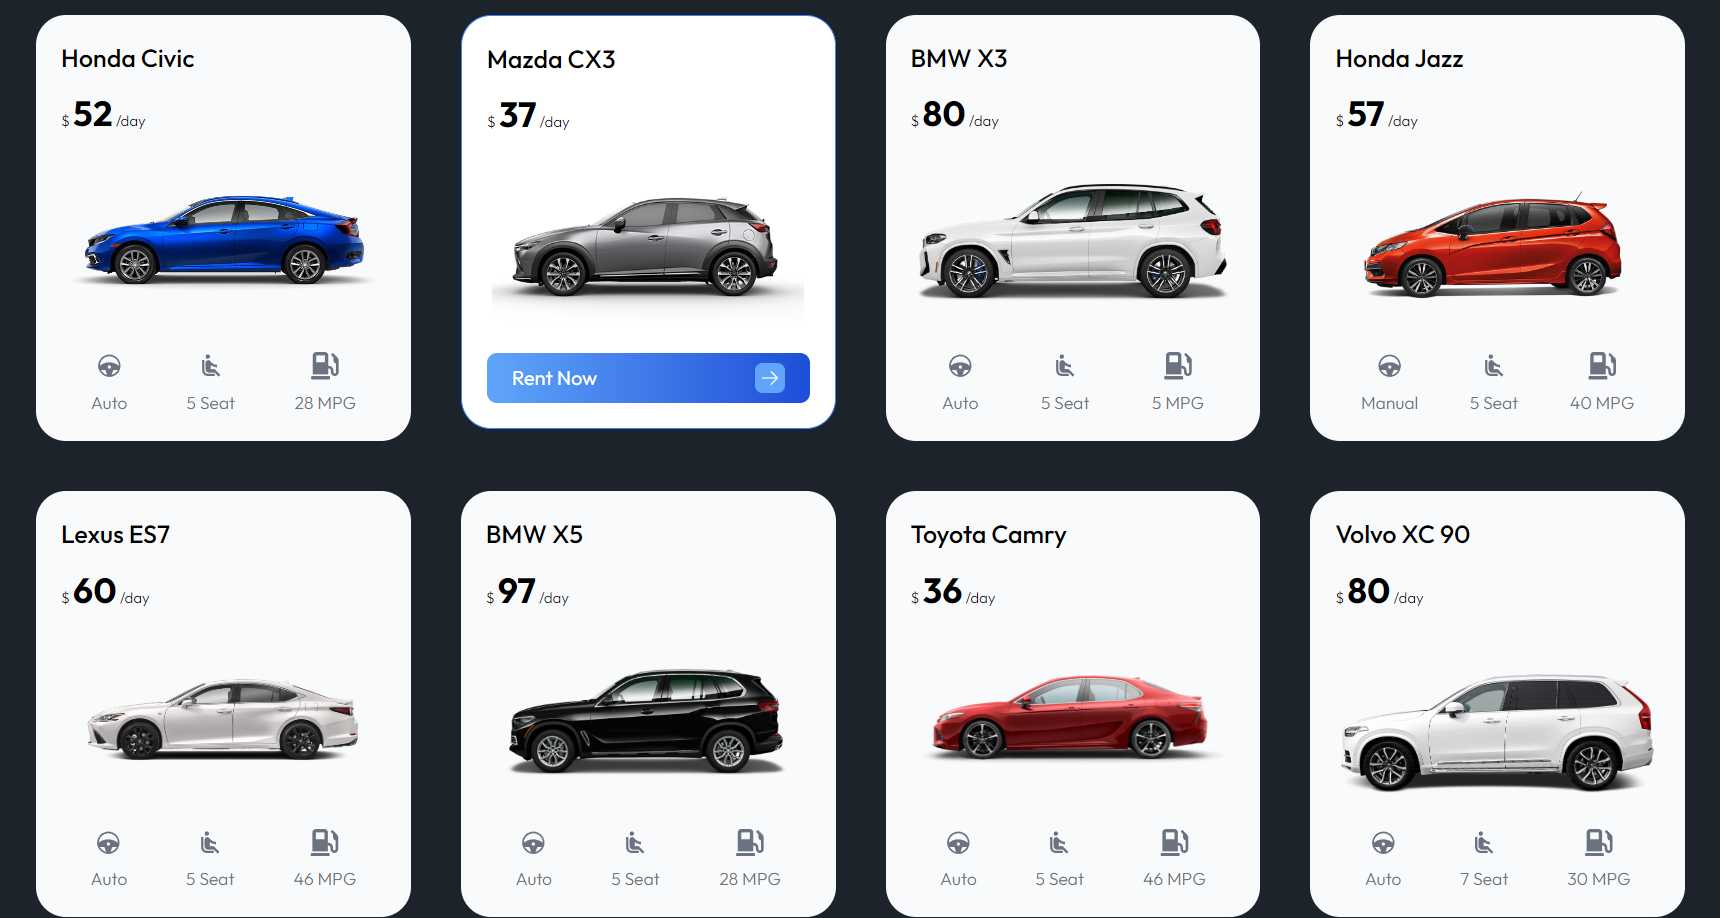 Honda Civic
$ 52 /day
Auto 5 Seat 28 MPG
Mazda CX3
$ 37 /day
Rent Now
BMW X3
$ 80 /day
Auto 5 Seat 5 MPG
Honda Jazz
$ 57 /day
Manual 5 Seat 40 MPG
Lexus ES7
$ 60 /day
Auto 5 Seat 46 MPG
BMW X5
$ 97 /day
Auto 5 Seat 28 MPG
Toyota Camry
$ 36 /day
Auto 5 Seat 46 MPG
Volvo XC 90
$ 80 /day
Auto 7 Seat 30 MPG